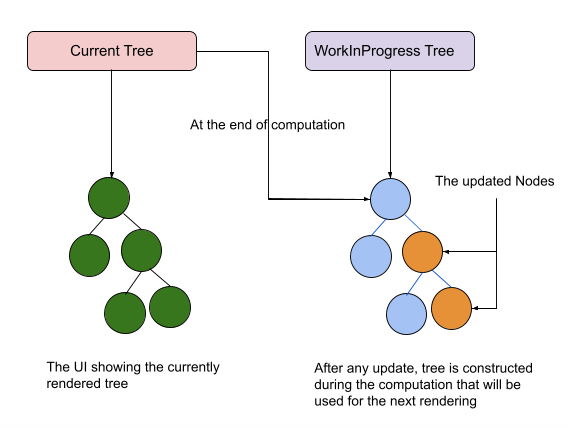 Current Tree
WorkInProgress Tree
At the end of computation
The updated Nodes
The UI showing the currently
rendered tree
After any update, tree is constructed
during the computation that will be
used for the next rendering